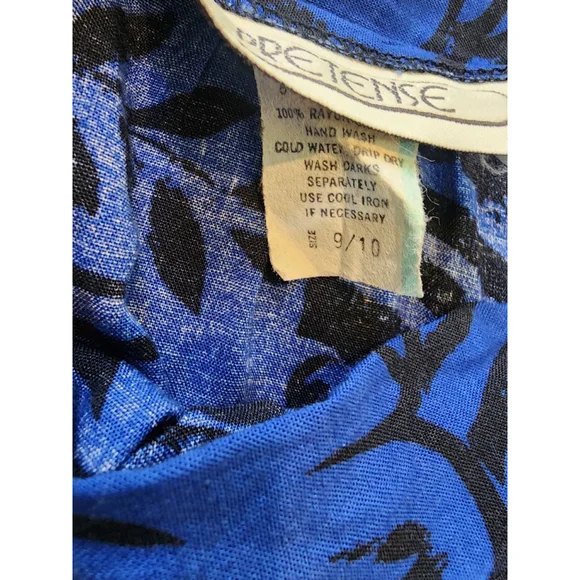 PRETENSE
100% RAYON
HAND WASH
COLD WATER DRIP DRY
WASH DARKS
SEPARATELY
USE COOL IRON
IF NECESSARY
SIZE 9/10